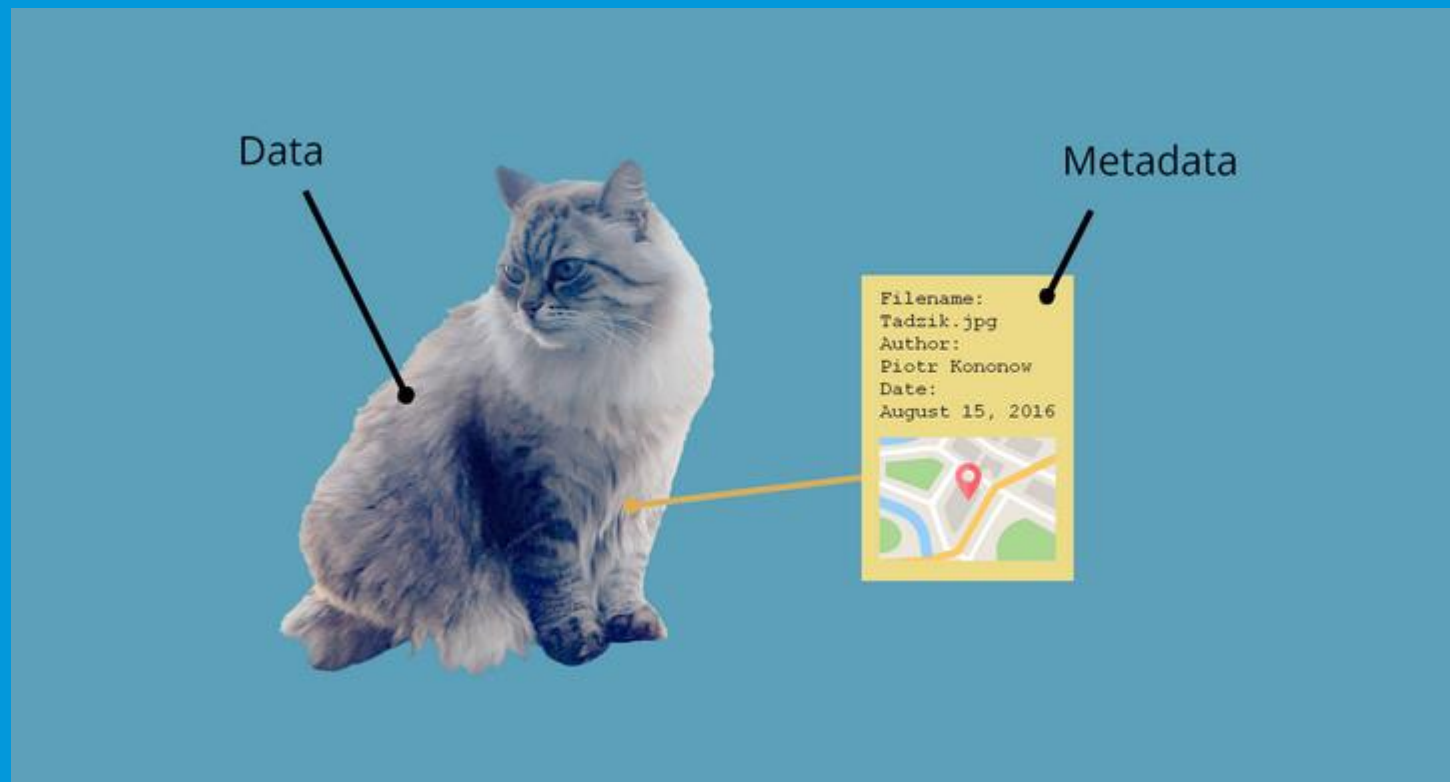 Data
Metadata
Filename:
Tadzik.jpg
Author:
Piotr Kononow
Date:
August 15, 2016